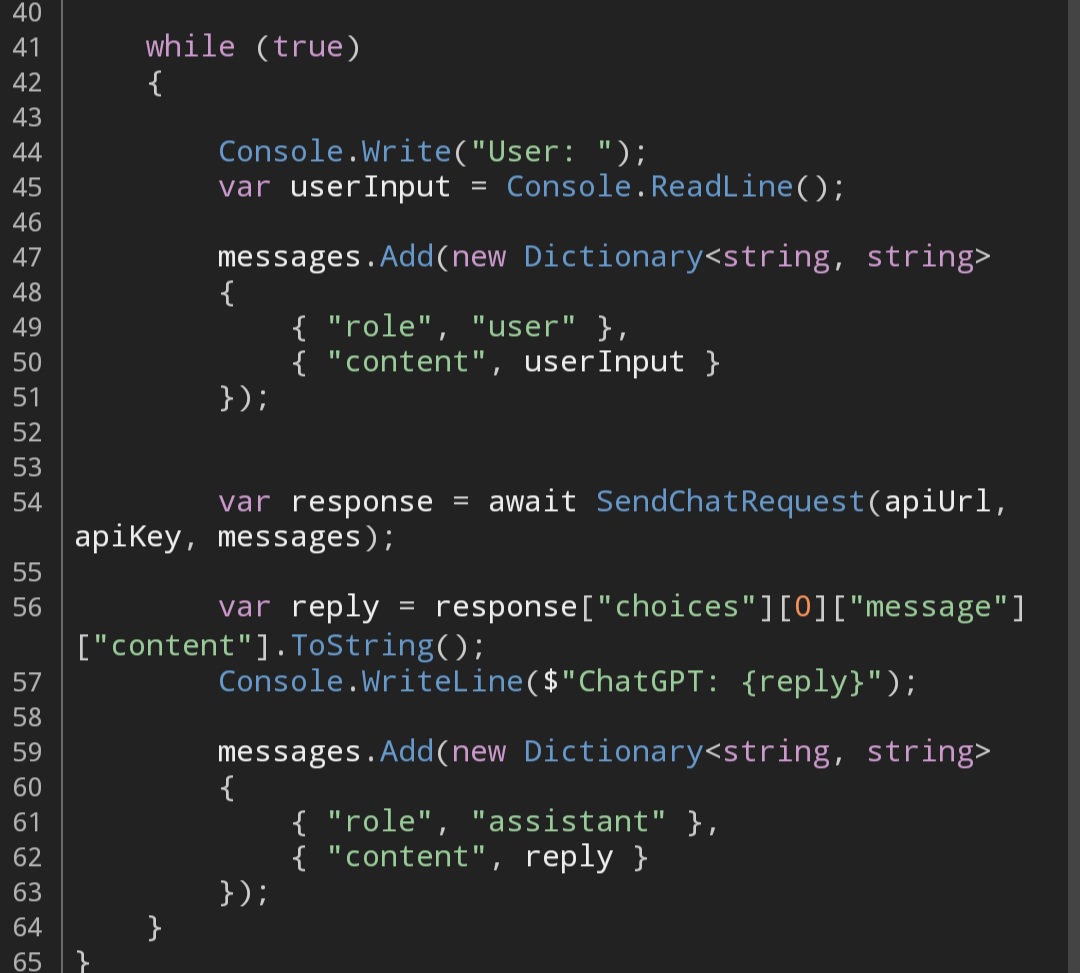 40
41 while (true)
42 {
43
44 Console.Write("User: ");
45 var userInput = Console.ReadLine();
46
47 messages.Add(new Dictionary<string, string>
48 {
49 { "role", "user" },
50 { "content", userInput }
51 });
52
53
54 var response = await SendChatRequest(apiUrl,
apiKey, messages);
55
56 var reply = response["choices"][0]["message"]
["content"].ToString();
57 Console.WriteLine($"ChatGPT: {reply}");
58
59 messages.Add(new Dictionary<string, string>
60 {
61 { "role", "assistant" },
62 { "content", reply }
63 });
64 }
65 }